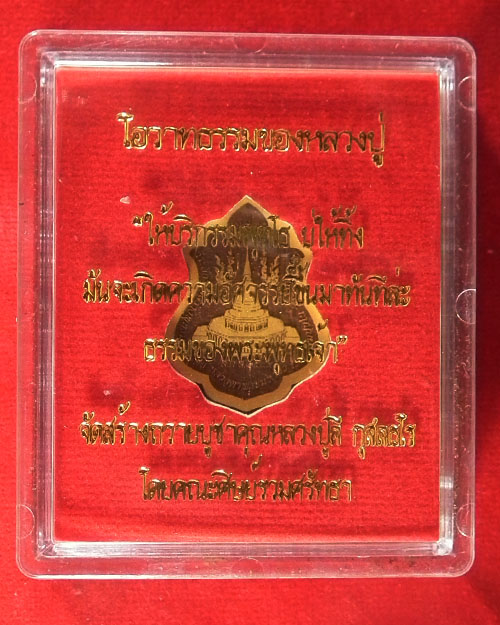 โอวาทธรรมของหลวงปู่
"ให้บริกรรมพุทโธ บ่ให้ทิ้ง
มันจะเกิดความอัศจรรย์ขึ้นมาทันทีล่ะ
ธรรมของพระพุทธเจ้า"
จัดสร้างถวายบูชาคุณหลวงปู่ลี กุสลธโร
โดยคณะศิษย์รวมศรัทธา